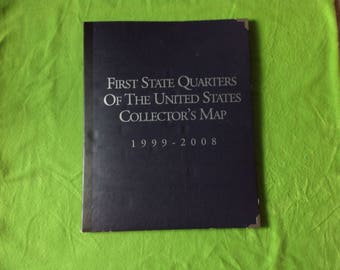 First State Quarters
Of The United States
Collector's Map
1999-2008